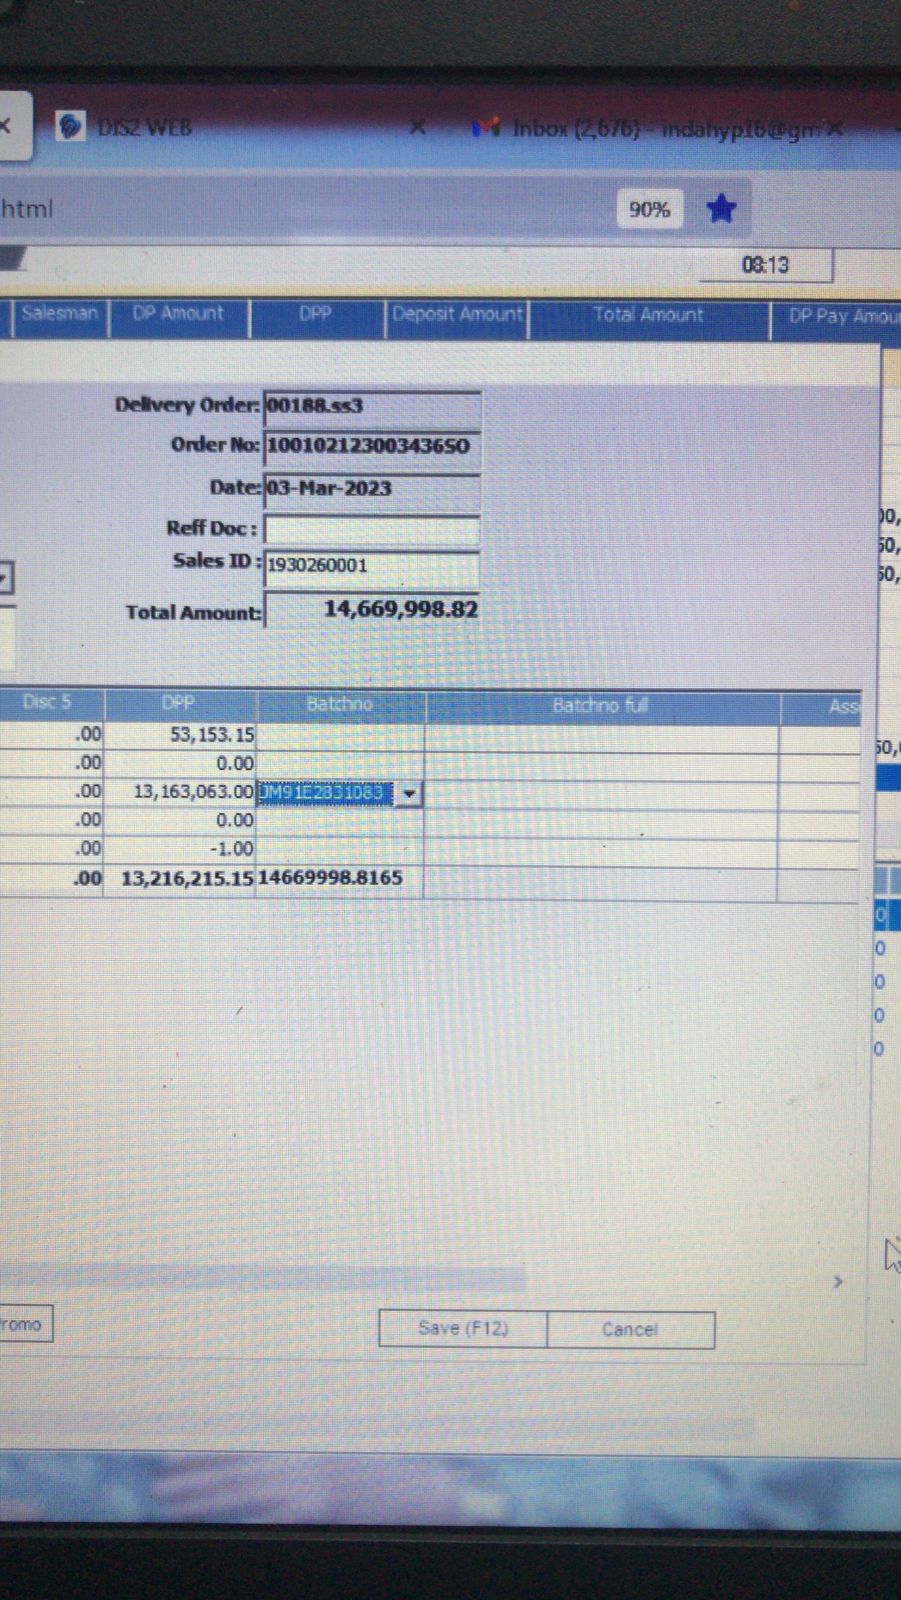 DIS2 WEB
Inbox (2,676) - indahyp16@gm
html
90%
08:13
Salesman DP Amount DPP Deposit Amount Total Amount DP Pay Amou
Delivery Order: 00188.ss3
Order No: 1001021230034365O
Date: 03-Mar-2023
Reff Doc :
Sales ID : 1930260001
Total Amount: 14,669,998.82
Disc 5 DPP Batchno Batchno full Ass
.00 53,153.15
.00 0.00
.00 13,163,063.00 JM91E2831083
.00 0.00
.00 -1.00
.00 13,216,215.15 14669998.8165
00,
50,
50,
50,
0
0
0
0
0
romo Save (F12) Cancel